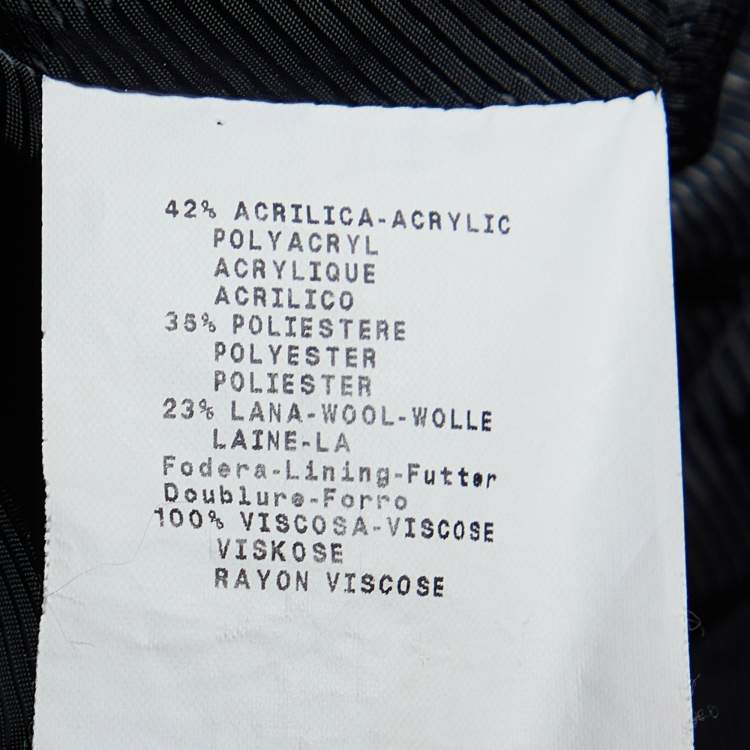 42% ACRILICA-ACRYLIC
POLYACRYL
ACRYLIQUE
ACRILICO
35% POLIESTERE
POLYESTER
POLIESTER
23% LANA-WOOL-WOLLE
LAINE-LA
Fodera-Lining-Futter
Doublure-Forro
100% VISCOSA-VISCOSE
VISKOSE
RAYON VISCOSE